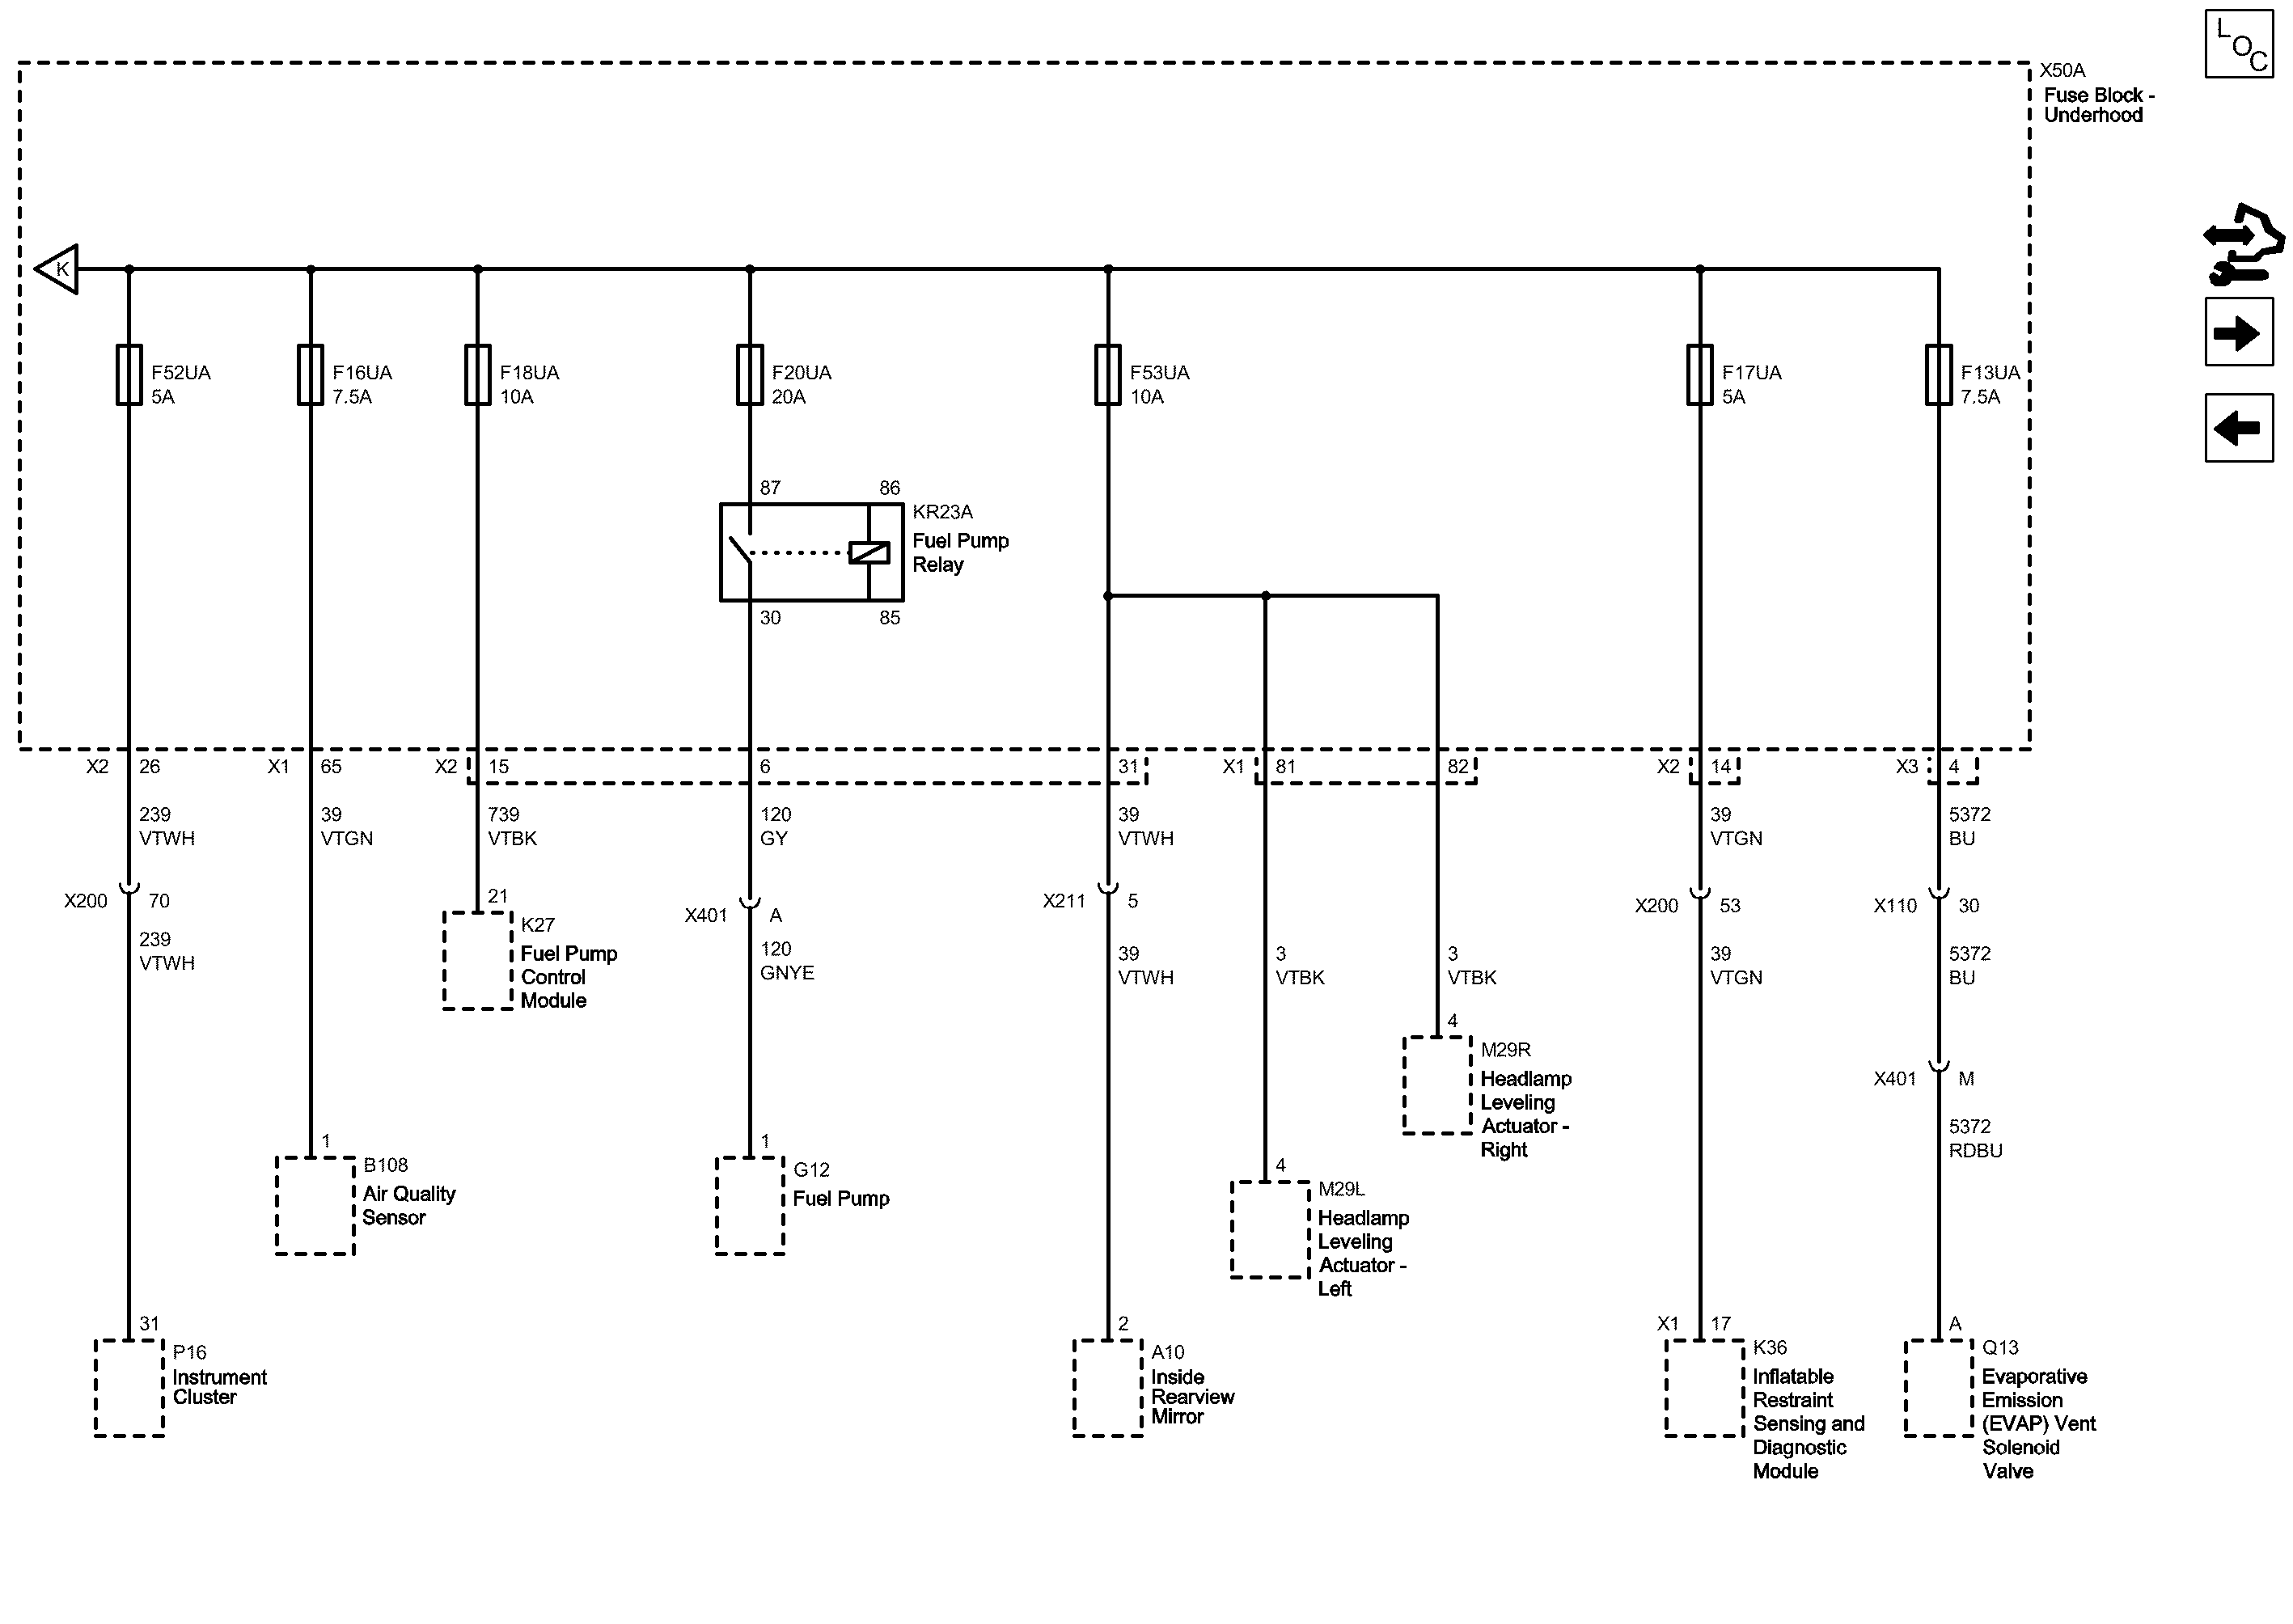 L
O
C
X50A
Fuse Block -
Underhood
K
F52UA
5A
F16UA
7.5A
F18UA
10A
F20UA
20A
F53UA
10A
F17UA
5A
F13UA
7.5A
87
86
KR23A
Fuel Pump
Relay
30
85
X2
26
X1
65
X2
15
6
31
X1
81
82
X2
14
X3
4
239
VTWH
39
VTGN
739
VTBK
120
GY
39
VTWH
39
VTGN
5372
BU
X200
70
21
X401
A
X211
5
X200
53
X110
30
239
VTWH
K27
Fuel Pump
Control
Module
120
GNYE
39
VTWH
3
VTBK
3
VTBK
39
VTGN
5372
BU
4
M29R
Headlamp
Leveling
Actuator -
Right
X401
M
5372
RDBU
1
B108
Air Quality
Sensor
1
G12
Fuel Pump
4
M29L
Headlamp
Leveling
Actuator -
Left
31
P16
Instrument
Cluster
2
A10
Inside
Rearview
Mirror
X1
17
K36
Inflatable
Restraint
Sensing and
Diagnostic
Module
A
Q13
Evaporative
Emission
(EVAP) Vent
Solenoid
Valve